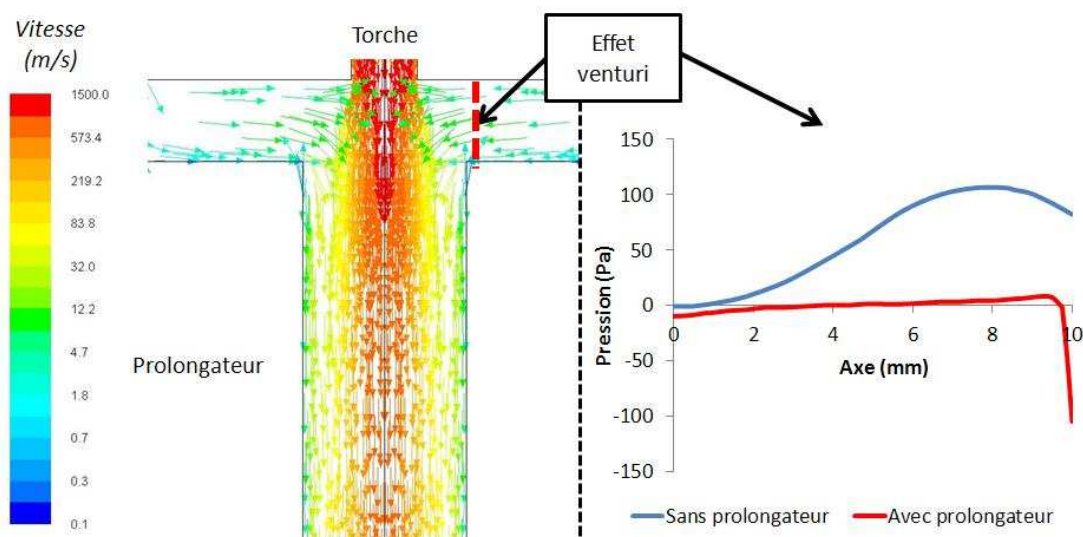 Vitesse
(m/s)
1500.0
573.4
219.2
83.8
32.0
12.2
4.7
1.8
0.7
0.3
0.1
Torche
Prolongateur
Effet
venturi
150
100
50
0
-50
-100
-150
Pression (Pa)
0 2 4 6 8 10
Axe (mm)
Sans prolongateur
Avec prolongateur